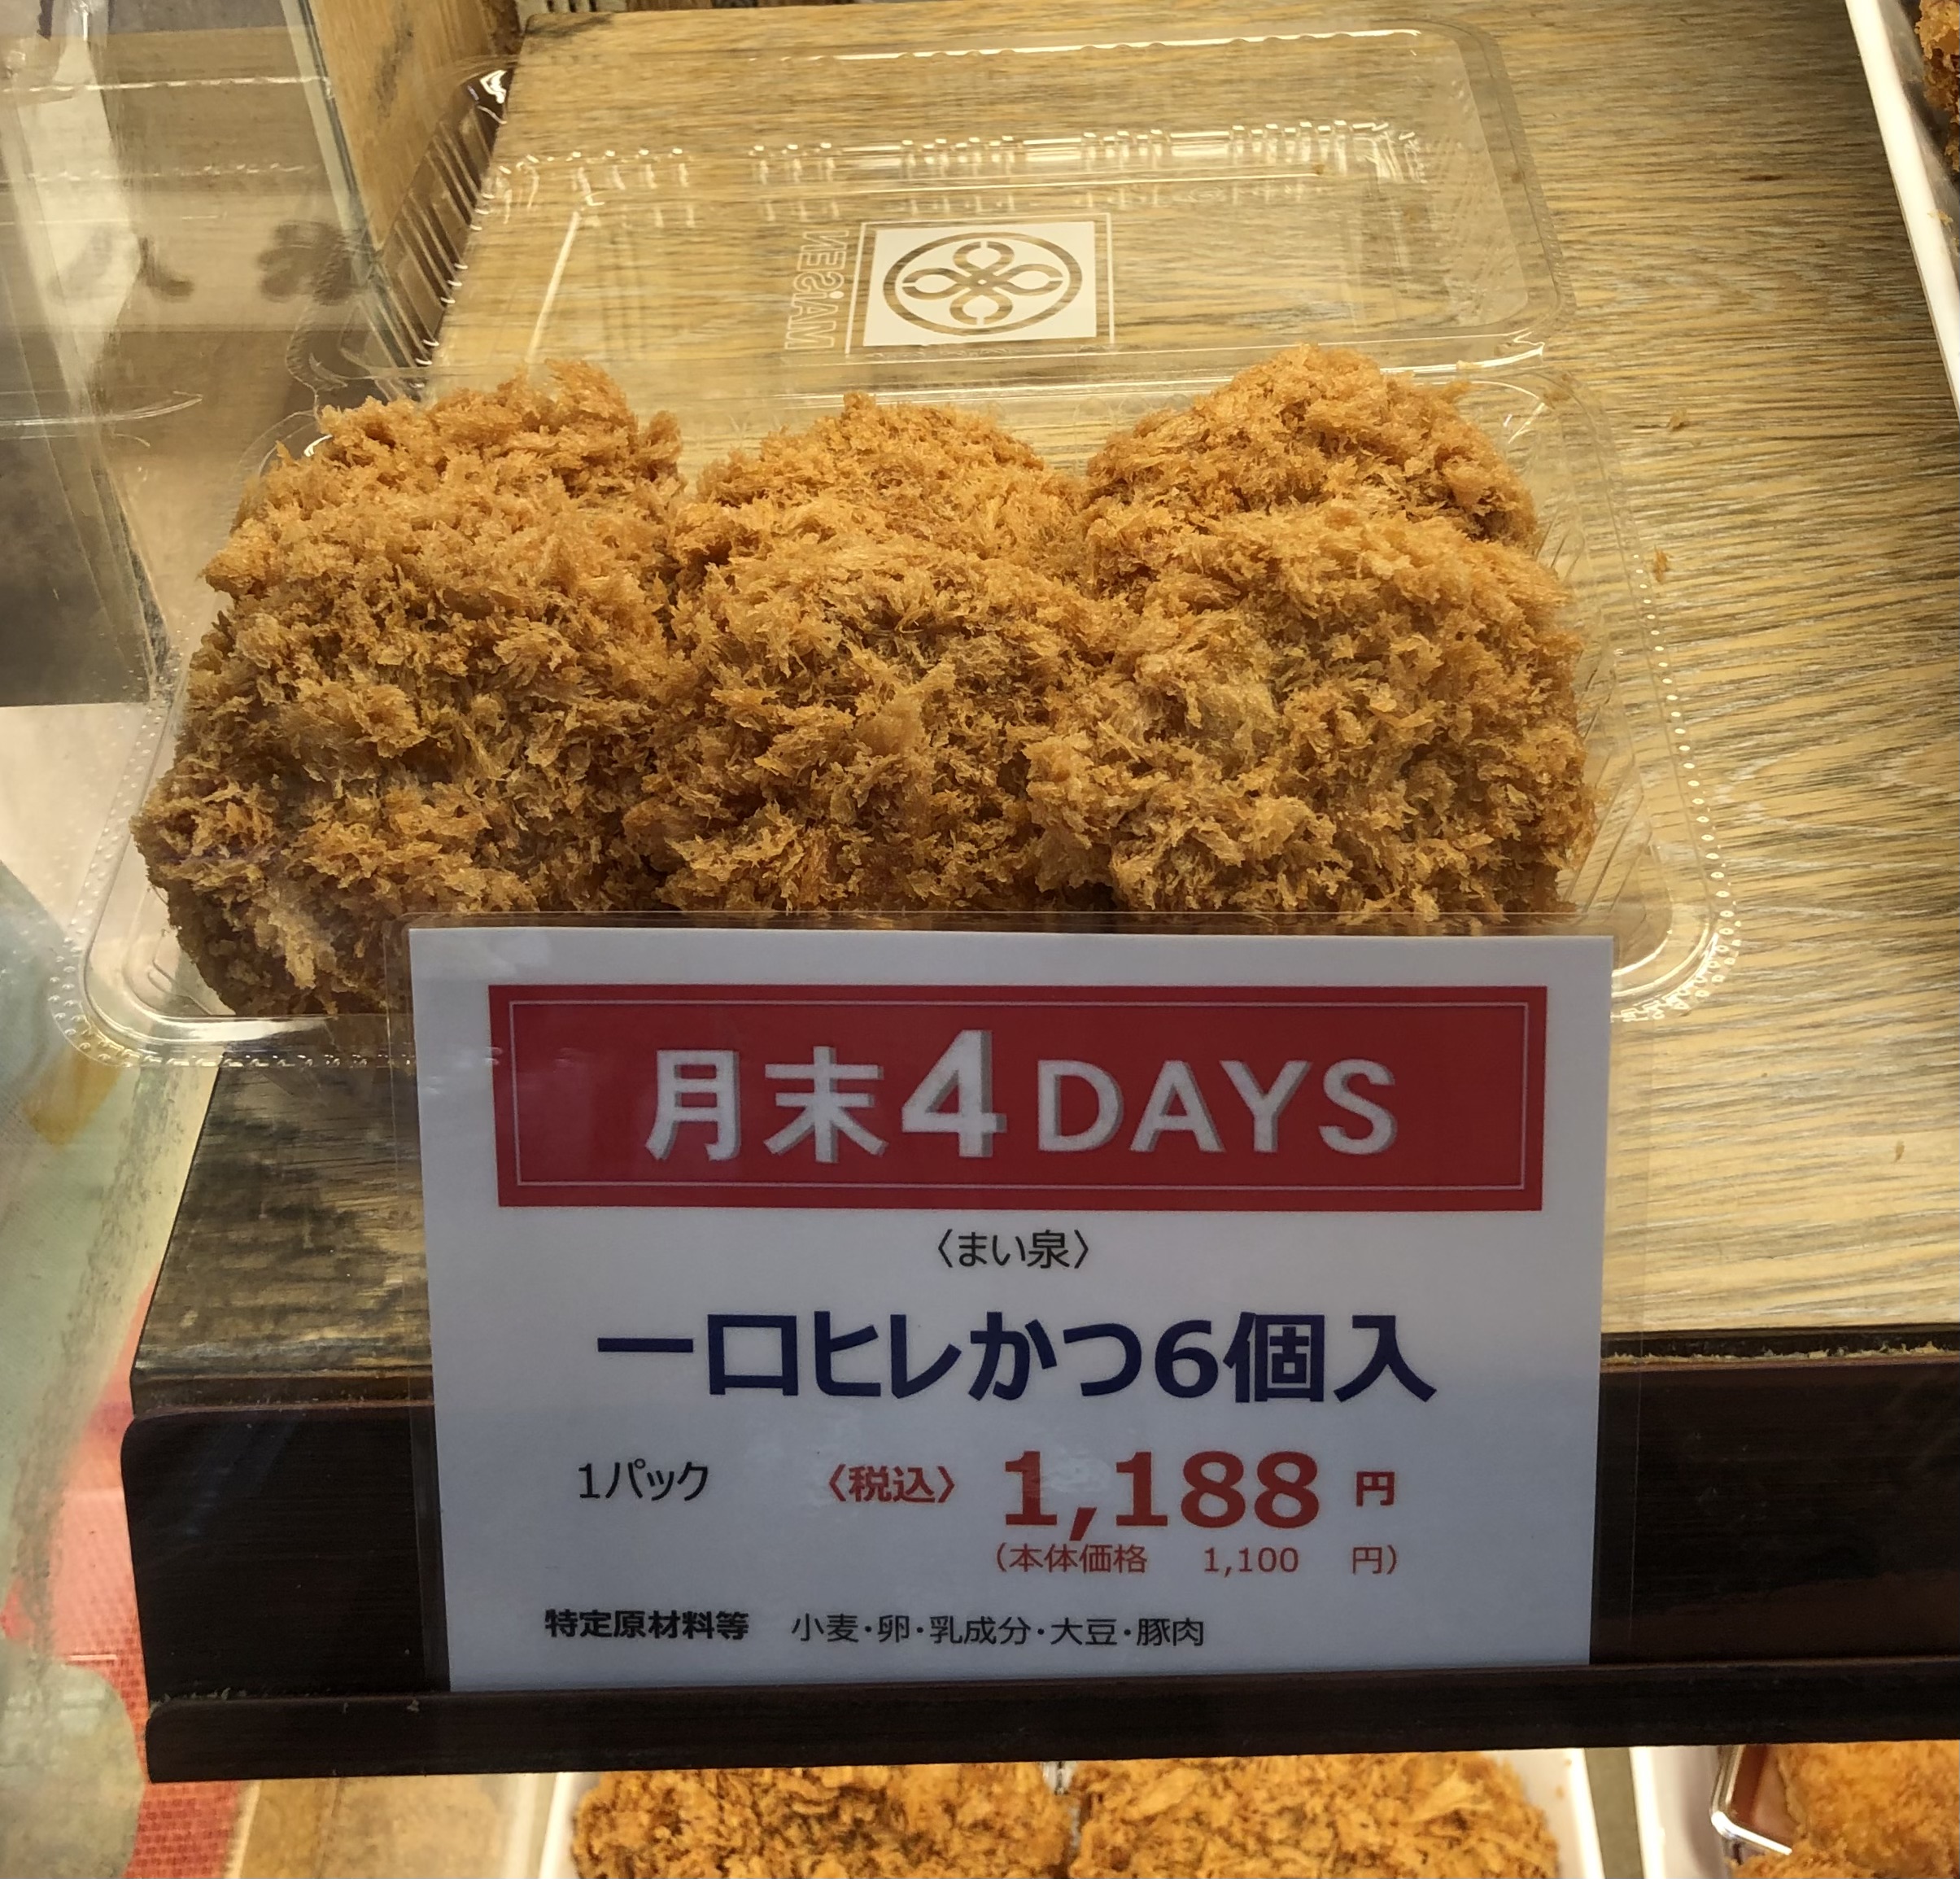 MAiSEN
月末4DAYS
〈まい泉〉
一口ヒレかつ6個入
1パック 〈税込〉 1,188 円
（本体価格 1,100 円）
特定原材料等 小麦・卵・乳成分・大豆・豚肉